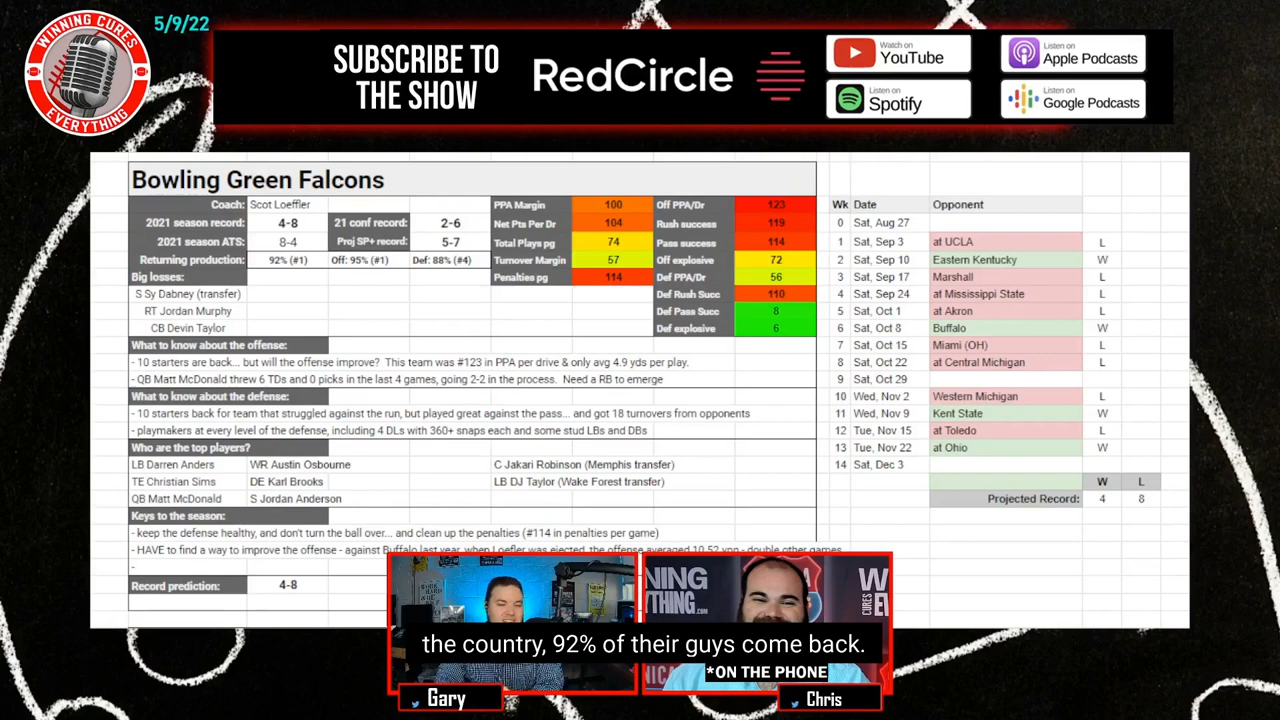 5/9/22
WINNING CURES
EVERYTHING
SUBSCRIBE TO
THE SHOW
RedCircle
Watch on
YouTube
Listen on
Apple Podcasts
Listen on
Spotify
Listen on
Google Podcasts
Bowling Green Falcons
Coach: Scot Loeffler
2021 season record: 4-8 21 conf record: 2-6
2021 season ATS: 8-4 Proj SP+ record: 5-7
Returning production: 92% (#1) Off: 95% (#1) Def: 88% (#4)
Big losses:
S Sy Dabney (transfer)
RT Jordan Murphy
CB Devin Taylor
PPA Margin 100 Off PPA/Dr 123
Net Pts Per Dr 104 Rush success 119
Total Plays pg 74 Pass success 114
Turnover Margin 57 Off explosive 72
Penalties pg 114 Def PPA/Dr 56
Def Rush Succ 110
Def Pass Succ 8
Def explosive 6
What to know about the offense:
- 10 starters are back... but will the offense improve? This team was #123 in PPA per drive & only avg 4.9 yds per play.
- QB Matt McDonald threw 6 TDs and 0 picks in the last 4 games, going 2-2 in the process. Need a RB to emerge
What to know about the defense:
- 10 starters back for team that struggled against the run, but played great against the pass... and got 18 turnovers from opponents
- playmakers at every level of the defense, including 4 DLs with 360+ snaps each and some stud LBs and DBs
Who are the top players?
LB Darren Anders WR Austin Osbourne C Jakari Robinson (Memphis transfer)
TE Christian Sims DE Karl Brooks LB DJ Taylor (Wake Forest transfer)
QB Matt McDonald S Jordan Anderson
Keys to the season:
- keep the defense healthy, and don't turn the ball over... and clean up the penalties (#114 in penalties per game)
- HAVE to find a way to improve the offense - against Buffalo last year, when Loefler was ejected, the offense averaged 10.52 ypp - double other games
-
Record prediction: 4-8
Wk Date Opponent
0 Sat, Aug 27
1 Sat, Sep 3 at UCLA L
2 Sat, Sep 10 Eastern Kentucky W
3 Sat, Sep 17 Marshall L
4 Sat, Sep 24 at Mississippi State L
5 Sat, Oct 1 at Akron L
6 Sat, Oct 8 Buffalo W
7 Sat, Oct 15 Miami (OH) L
8 Sat, Oct 22 at Central Michigan L
9 Sat, Oct 29
10 Wed, Nov 2 Western Michigan L
11 Wed, Nov 9 Kent State W
12 Tue, Nov 15 at Toledo L
13 Tue, Nov 22 at Ohio W
14 Sat, Dec 3
W L
Projected Record: 4 8
the country, 92% of their guys come back.
*ON THE PHONE
Gary
Chris